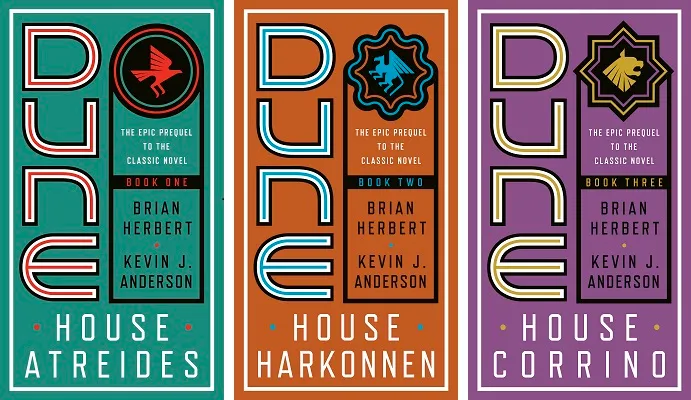 DUNE
THE EPIC PREQUEL
TO THE
CLASSIC NOVEL
BOOK ONE
BRIAN
HERBERT
KEVIN J.
ANDERSON
HOUSE
ATREIDES
DUNE
THE EPIC PREQUEL
TO THE
CLASSIC NOVEL
BOOK TWO
BRIAN
HERBERT
KEVIN J.
ANDERSON
HOUSE
HARKONNEN
DUNE
THE EPIC PREQUEL
TO THE
CLASSIC NOVEL
BOOK THREE
BRIAN
HERBERT
KEVIN J.
ANDERSON
HOUSE
CORRINO